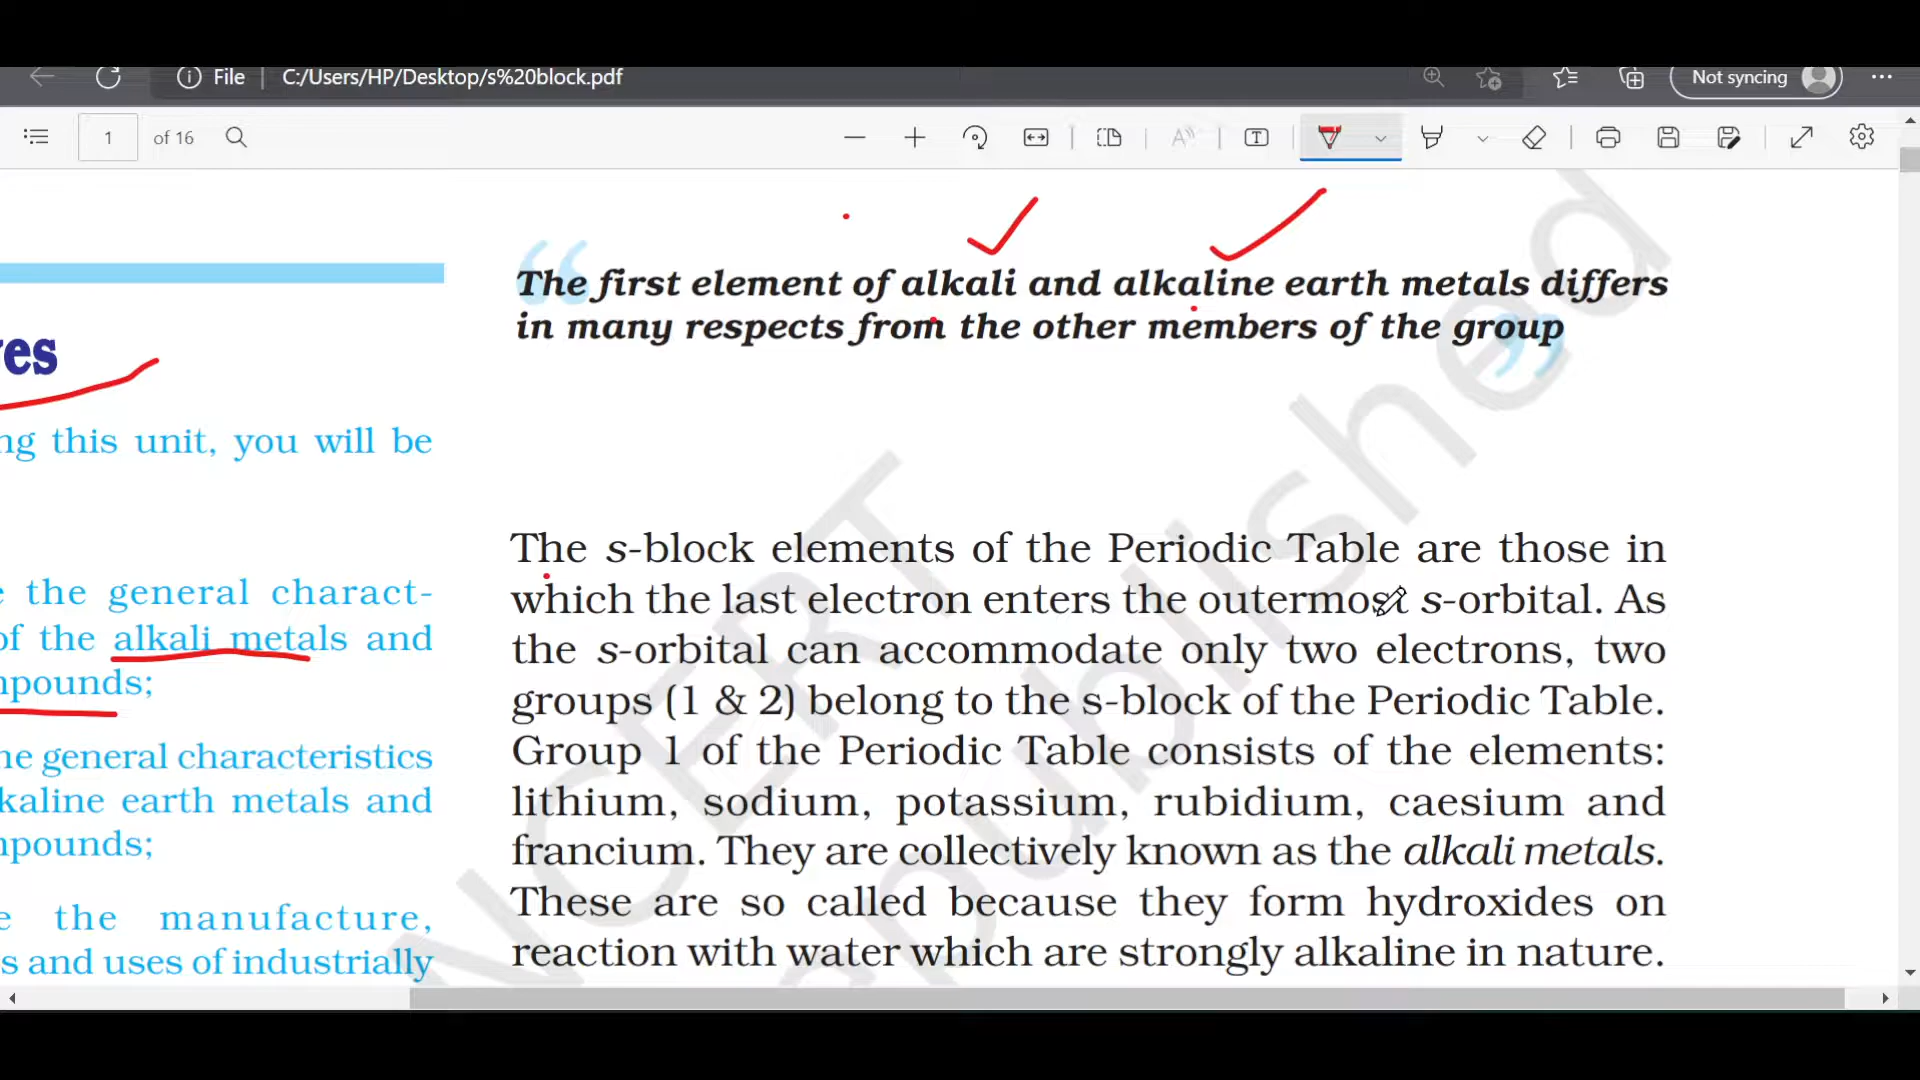 File
C:/Users/HP/Desktop/s%20block.pdf
Not syncing
1 of 16
The first element of alkali and alkaline earth metals differs
in many respects from the other members of the group
ing this unit, you will be
the general charact-
of the alkali metals and
general characteristics
earth metals and
the manufacture,
and uses of industrially
The s-block elements of the Periodic Table are those in
which the last electron enters the outermost s-orbital. As
the s-orbital can accommodate only two electrons, two
groups (1 & 2) belong to the s-block of the Periodic Table.
Group 1 of the Periodic Table consists of the elements:
lithium, sodium, potassium, rubidium, caesium and
francium. They are collectively known as the alkali metals.
These are so called because they form hydroxides on
reaction with water which are strongly alkaline in nature.
NCERT
republished